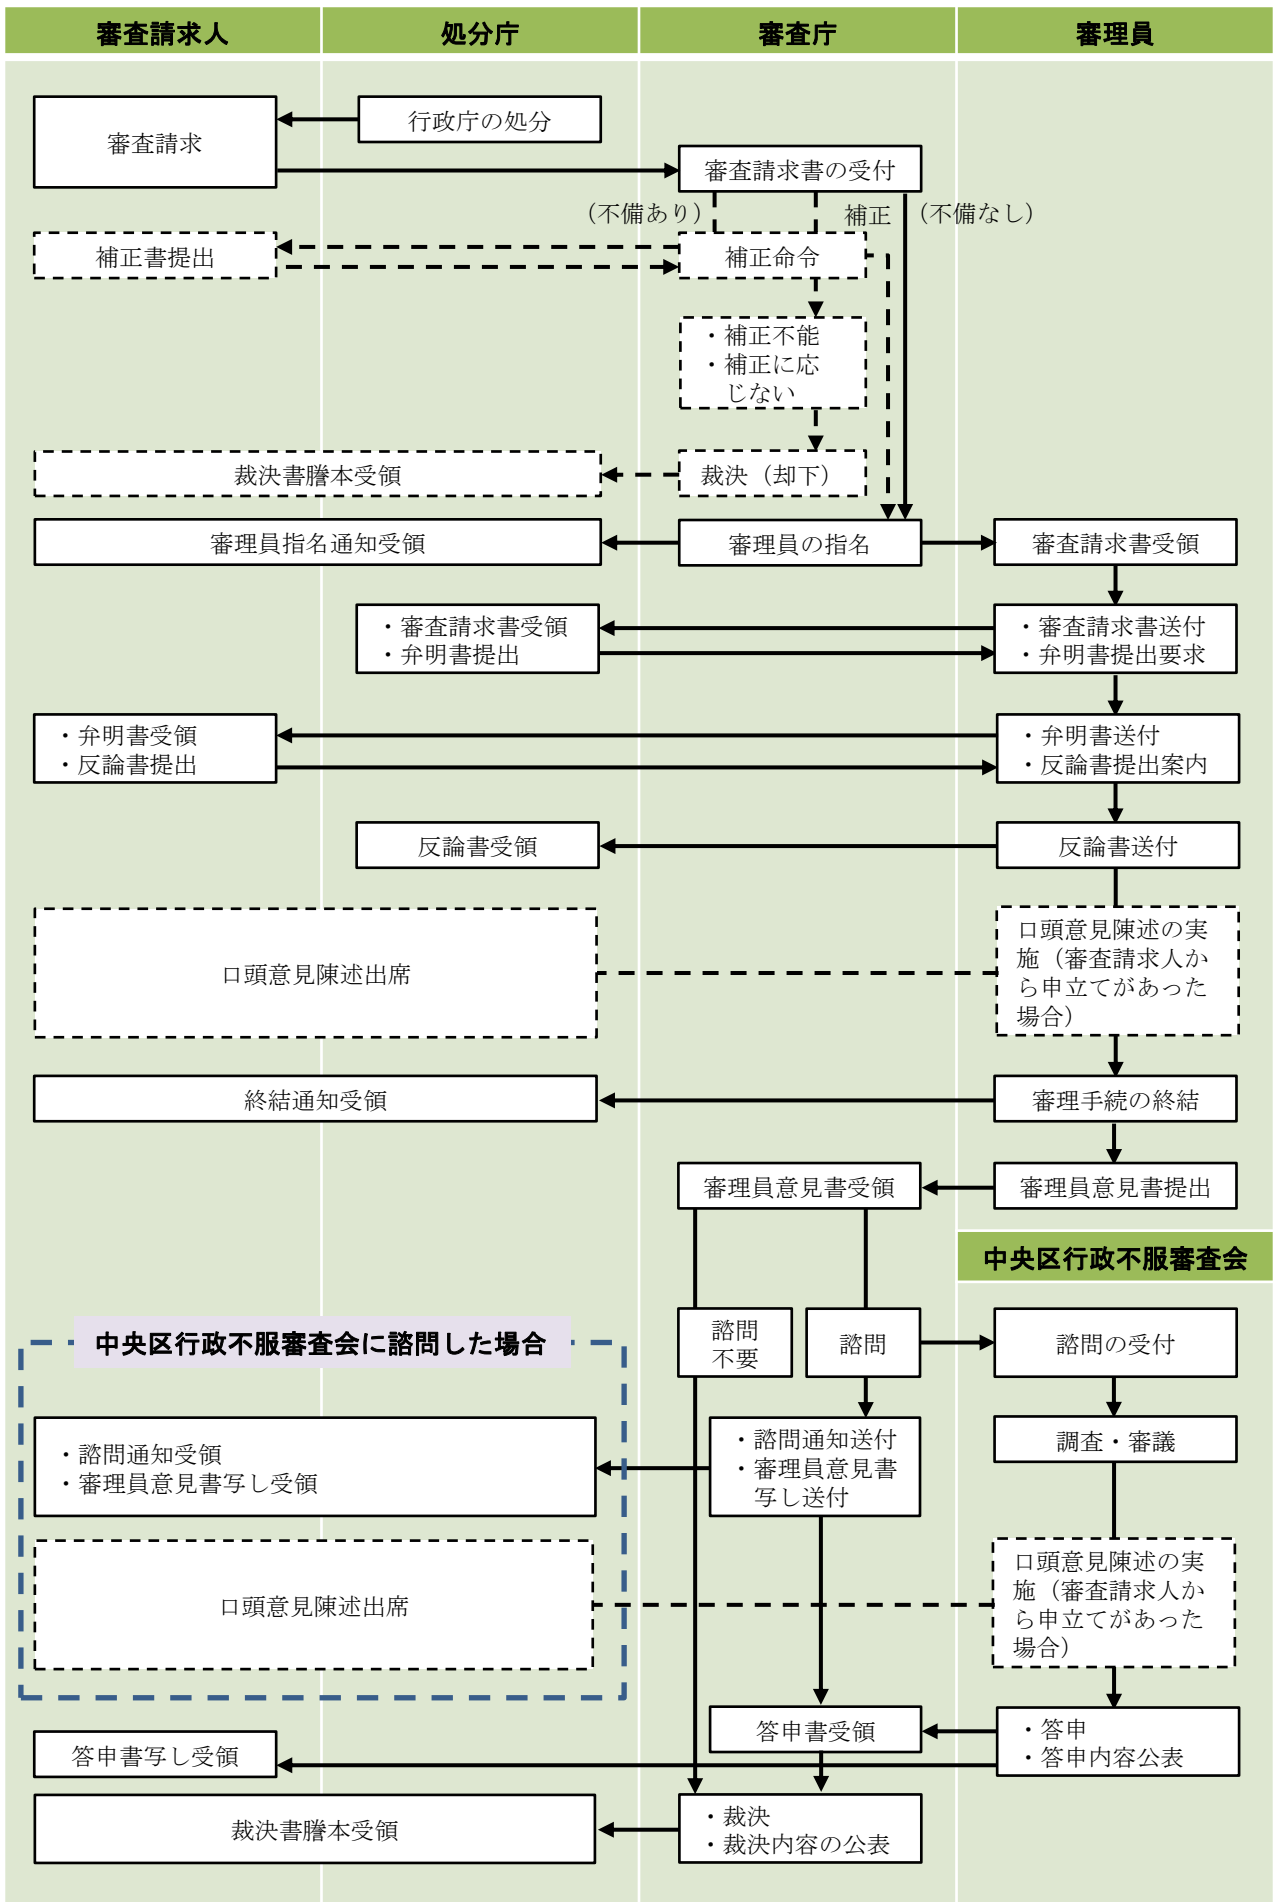 審査請求人
処分庁
審査庁
審理員
行政庁の処分
審査請求
審査請求書の受付
（不備あり）
補正
（不備なし）
補正書提出
補正命令
・補正不能
・補正に応
じない
裁決書謄本受領
裁決（却下）
審理員指名通知受領
審理員の指名
審査請求書受領
・審査請求書受領
・弁明書提出
・審査請求書送付
・弁明書提出要求
・弁明書受領
・反論書提出
・弁明書送付
・反論書提出案内
反論書受領
反論書送付
口頭意見陳述出席
口頭意見陳述の実
施（審査請求人か
ら申立てがあった
場合）
終結通知受領
審理手続の終結
審理員意見書受領
審理員意見書提出
中央区行政不服審査会
中央区行政不服審査会に諮問した場合
諮問
不要
諮問
諮問の受付
・諮問通知受領
・審理員意見書写し受領
・諮問通知送付
・審理員意見書
写し送付
調査・審議
口頭意見陳述出席
口頭意見陳述の実
施（審査請求人か
ら申立てがあった
場合）
答申書受領
・答申
・答申内容公表
答申書写し受領
裁決書謄本受領
・裁決
・裁決内容の公表